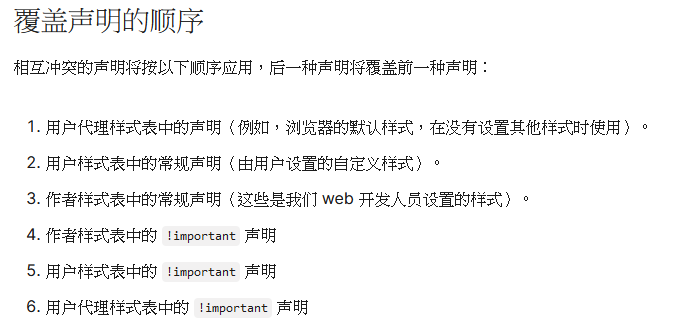 覆盖声明的顺序
相互冲突的声明将按以下顺序应用，后一种声明将覆盖前一种声明：
1. 用户代理样式表中的声明（例如，浏览器的默认样式，在没有设置其他样式时使用）。
2. 用户样式表中的常规声明（由用户设置的自定义样式）。
3. 作者样式表中的常规声明（这些是我们 web 开发人员设置的样式）。
4. 作者样式表中的 !important 声明
5. 用户样式表中的 !important 声明
6. 用户代理样式表中的 !important 声明